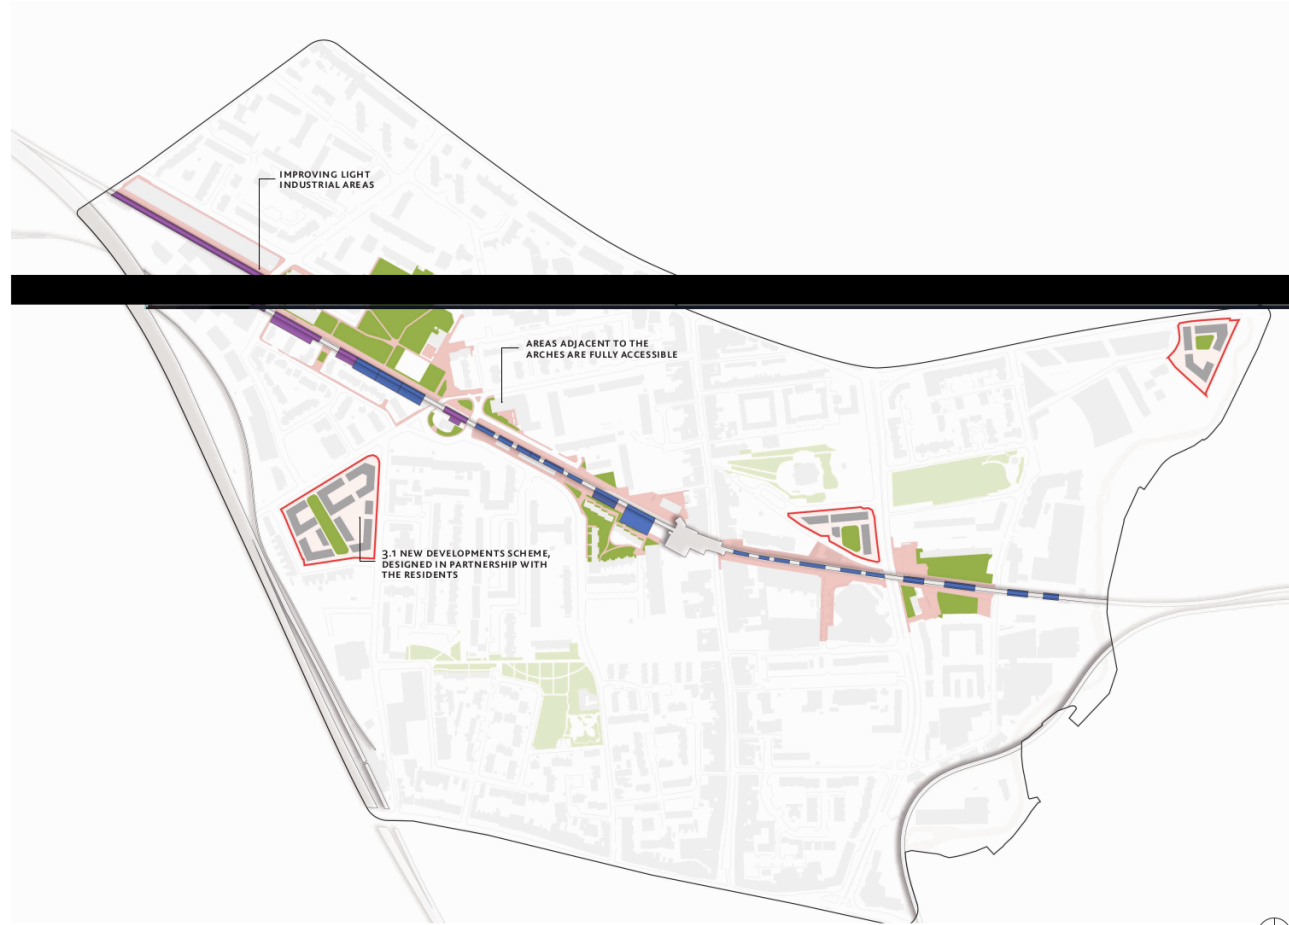 IMPROVING LIGHT
INDUSTRIAL AREAS
AREAS ADJACENT TO THE
ARCHES ARE FULLY ACCESSIBLE
3.1 NEW DEVELOPMENTS SCHEME,
DESIGNED IN PARTNERSHIP WITH
THE RESIDENTS